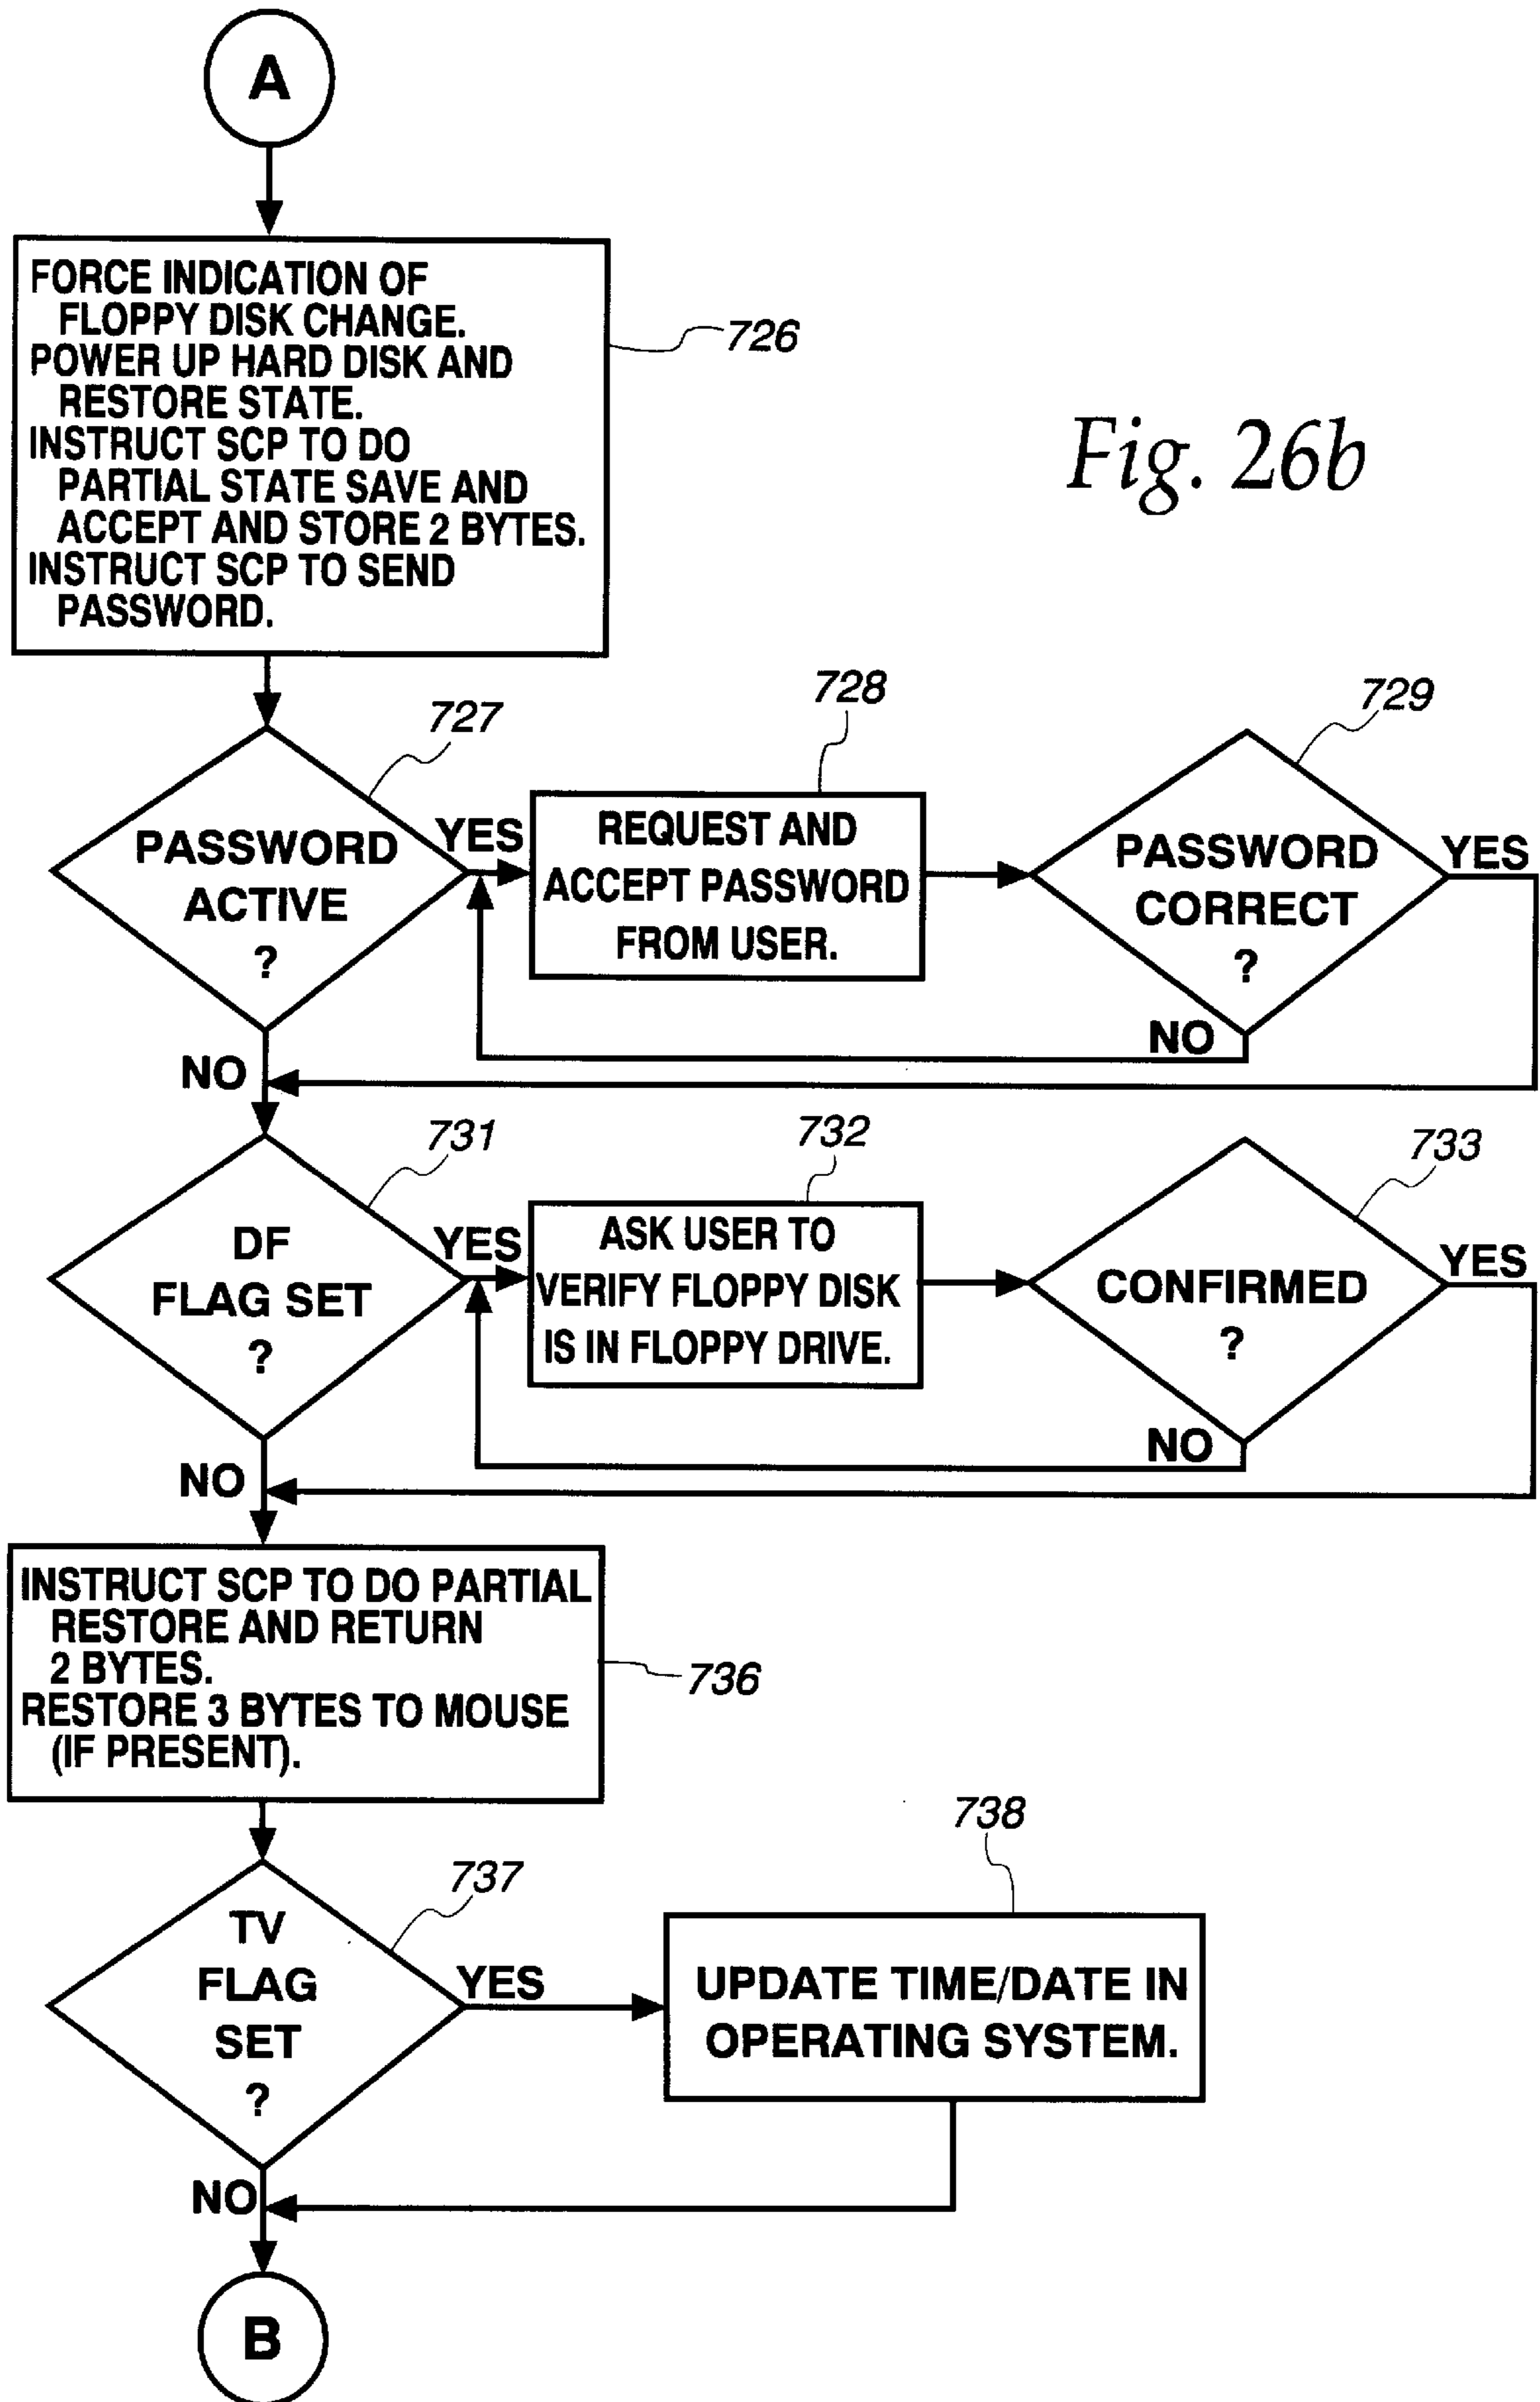 A
FORCE INDICATION OF
FLOPPY DISK CHANGE.
POWER UP HARD DISK AND
RESTORE STATE.
INSTRUCT SCP TO DO
PARTIAL STATE SAVE AND
ACCEPT AND STORE 2 BYTES.
INSTRUCT SCP TO SEND
PASSWORD.
726
Fig. 26b
727
PASSWORD
ACTIVE
?
YES
728
REQUEST AND
ACCEPT PASSWORD
FROM USER.
729
PASSWORD
CORRECT
?
YES
NO
NO
731
DF
FLAG SET
?
YES
732
ASK USER TO
VERIFY FLOPPY DISK
IS IN FLOPPY DRIVE.
733
CONFIRMED
?
YES
NO
NO
INSTRUCT SCP TO DO PARTIAL
RESTORE AND RETURN
2 BYTES.
RESTORE 3 BYTES TO MOUSE
(IF PRESENT).
736
737
TV
FLAG
SET
?
YES
738
UPDATE TIME/DATE IN
OPERATING SYSTEM.
NO
B